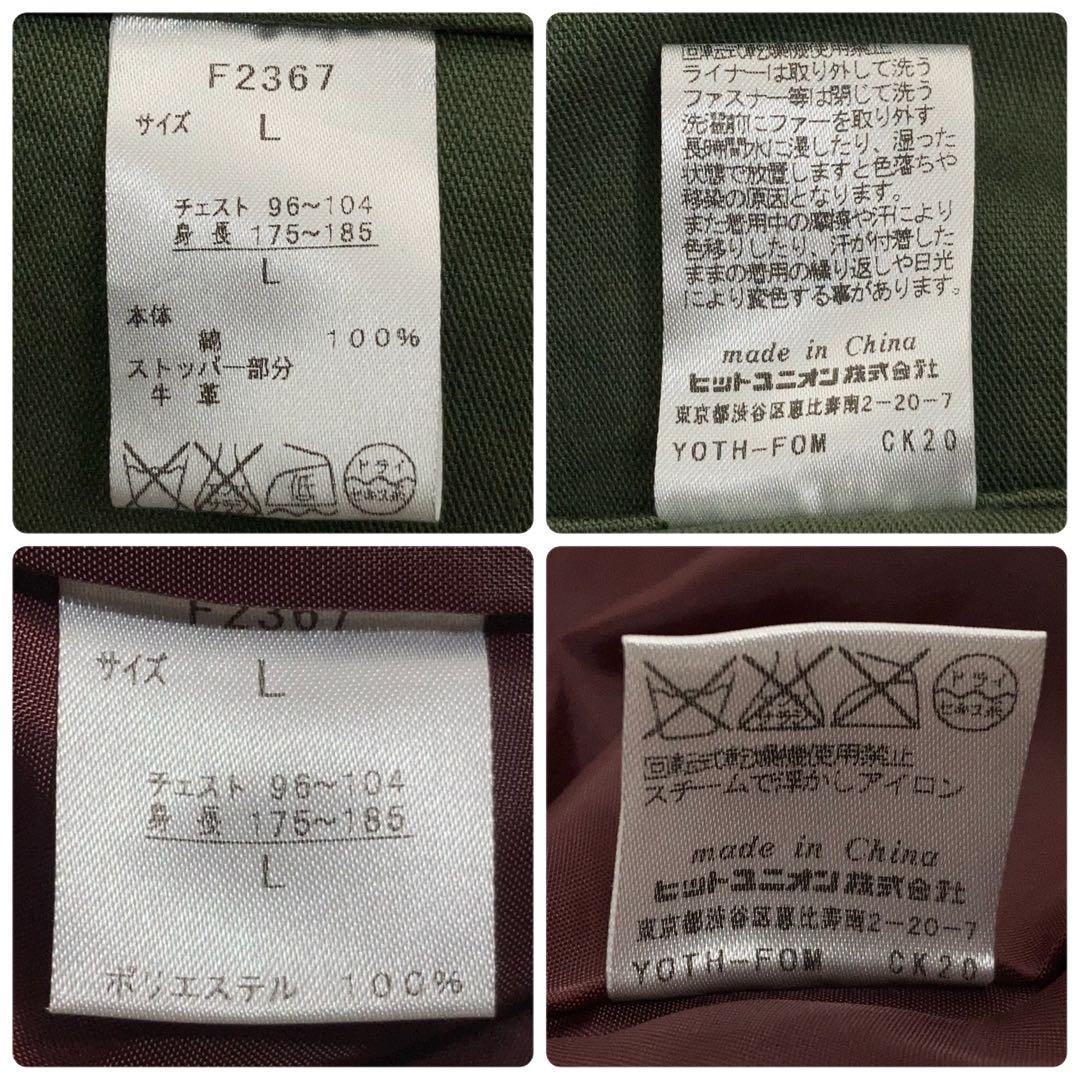 F2367
サイズ L
チェスト 96～104
身長 175～185
L
本体
綿 100%
ストッパー部分
牛革
エンソサラシ
低
ドライ
セキユ系
回転式乾燥機使用禁止
ライナーは取り外して洗う
ファスナー等は閉じて洗う
洗濯前にファーを取り外す
長時間水に浸したり、湿った
状態で放置しますと色落ちや
移染の原因となります。
また着用中の摩擦や汗により
色移りしたり、汗が付着した
ままの着用の繰り返しや日光
により変色する事があります。
made in China
ヒットユニオン株式会社
東京都渋谷区恵比寿南2-20-7
YOTH-FOM CK20
F2367
サイズ L
チェスト 96～104
身長 175～185
L
ポリエステル 100%
ドライ
回転式乾燥機使用禁止
スチームで浮かしアイロン
made in China
ヒットユニオン株式会社
東京都渋谷区恵比寿南2-20-7
YOTH-FOM CK20